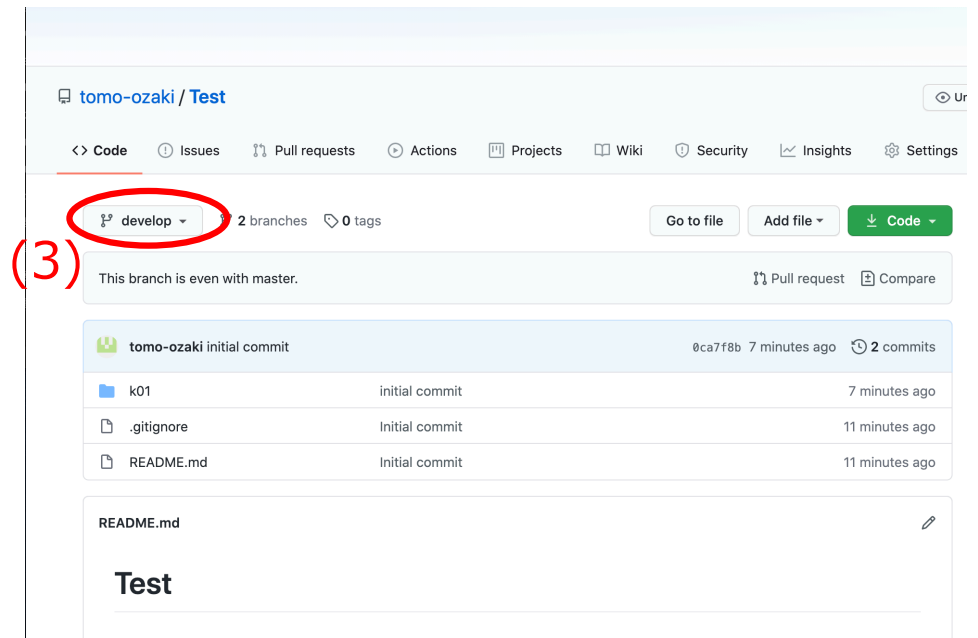 tomo-ozaki / Test
Un
<> Code Issues Pull requests Actions Projects Wiki Security Insights Settings
develop 2 branches 0 tags Go to file Add file Code
(3)
This branch is even with master. Pull request Compare
tomo-ozaki initial commit 0ca7f8b 7 minutes ago 2 commits
k01 initial commit 7 minutes ago
.gitignore Initial commit 11 minutes ago
README.md Initial commit 11 minutes ago
README.md
Test